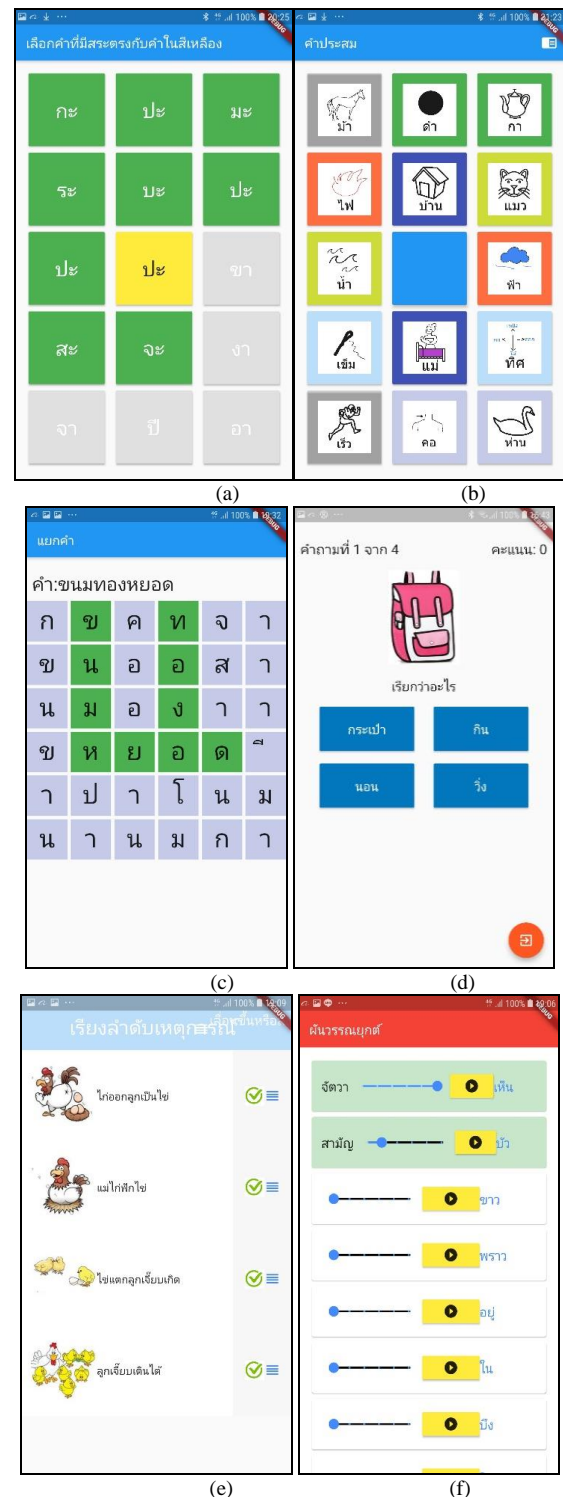 20:25
เลือกคำที่มีสระตรงกับคำในสีเหลือง
กะ ปะ มะ
ระ บะ ปะ
ปะ ปะ ขา
สะ จะ งา
จา ปี อา
(a)
100% 21:23
คำประสม
ม้า ดำ กา
ไฟ บ้าน แมว
น้ำ ฟ้า
เข็ม แม่ ทิศ
เร็ว คอ ห่าน
(b)
แยกคำ
คำ:ขนมทองหยอด
ก ข ค ท จ า
ข น อ อ ส า
น ม อ ง า า
ข ห ย อ ด ี
า ป า โ น ม
น า น ม ก า
(c)
คำถามที่ 1 จาก 4 คะแนน: 0
เรียกว่าอะไร
กระเป๋า กิน
นอน วิ่ง
(d)
เรียงลำดับเหตุการณ์
ไก่ออกลูกเป็นไข่
แม่ไก่ฟักไข่
ไข่แตกลูกเจี๊ยบเกิด
ลูกเจี๊ยบเดินได้
(e)
ผันวรรณยุกต์
จัตวา เห็น
สามัญ บัว
ขาว
พราว
อยู่
ใน
บึง
(f)